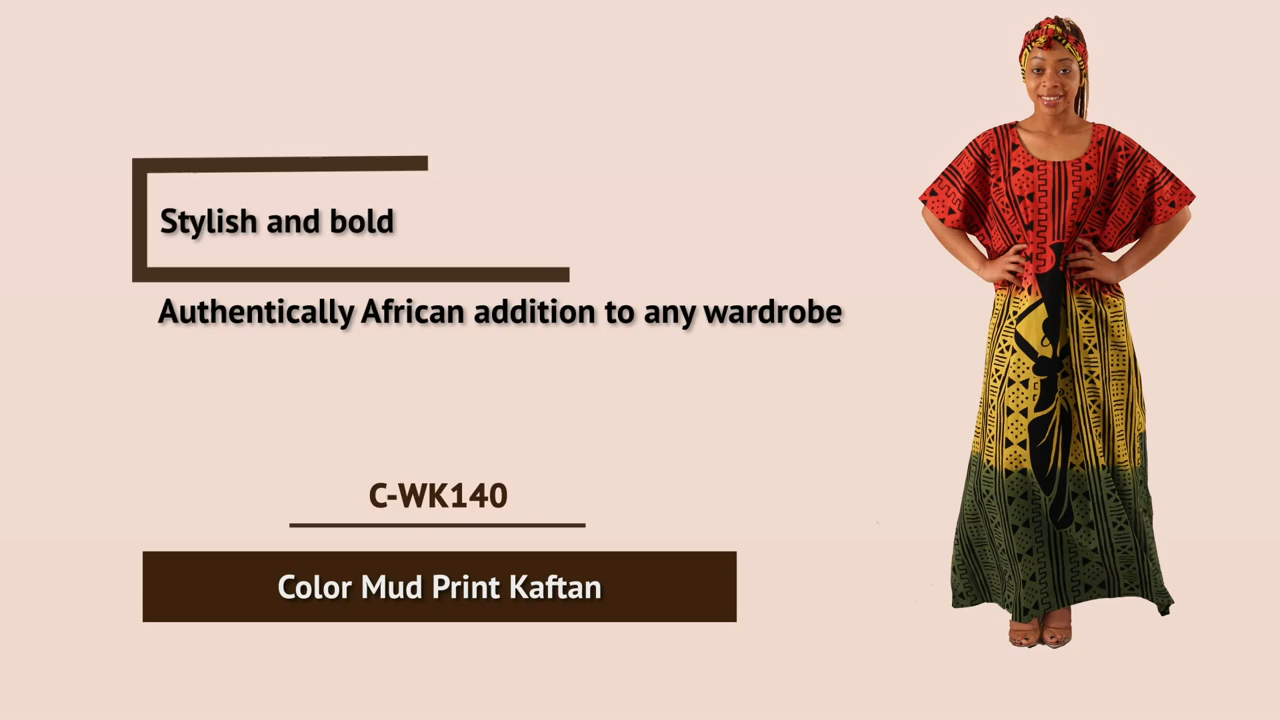 Stylish and bold
Authentically African addition to any wardrobe
C-WK140
Color Mud Print Kaftan